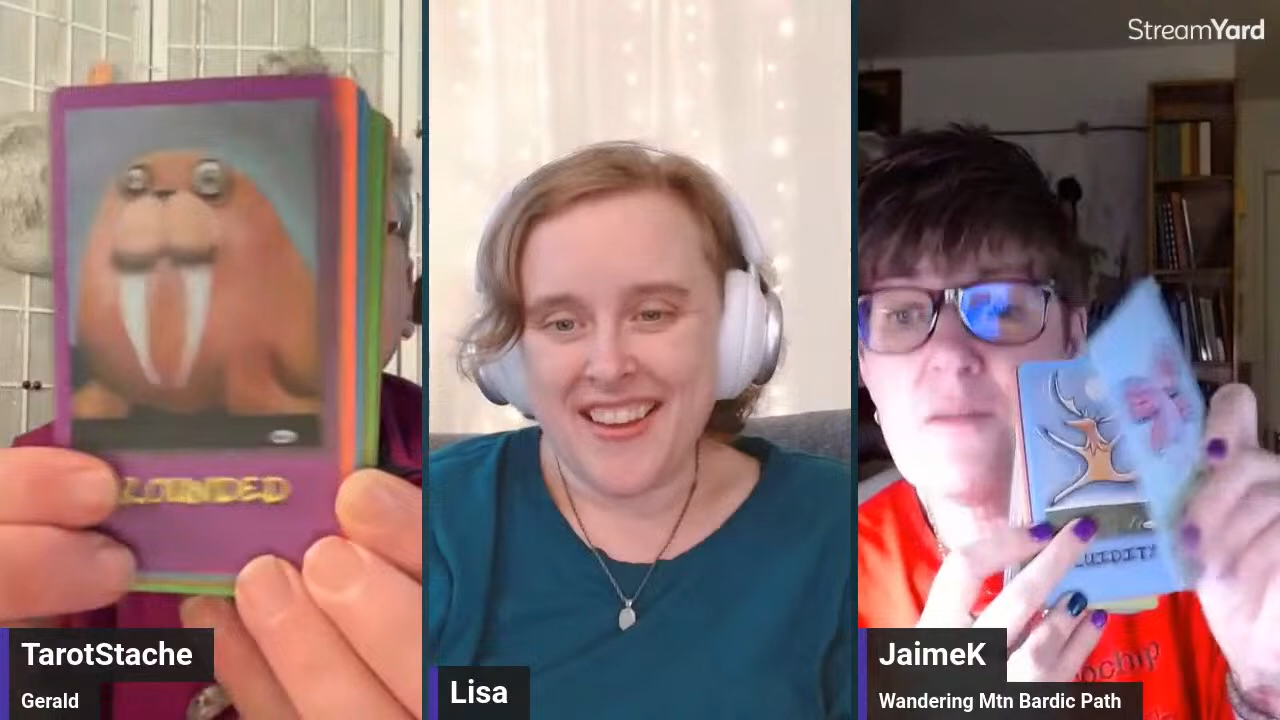 StreamYard
TarotStache
Gerald
Lisa
JaimeK
Wandering Mtn Bardic Path